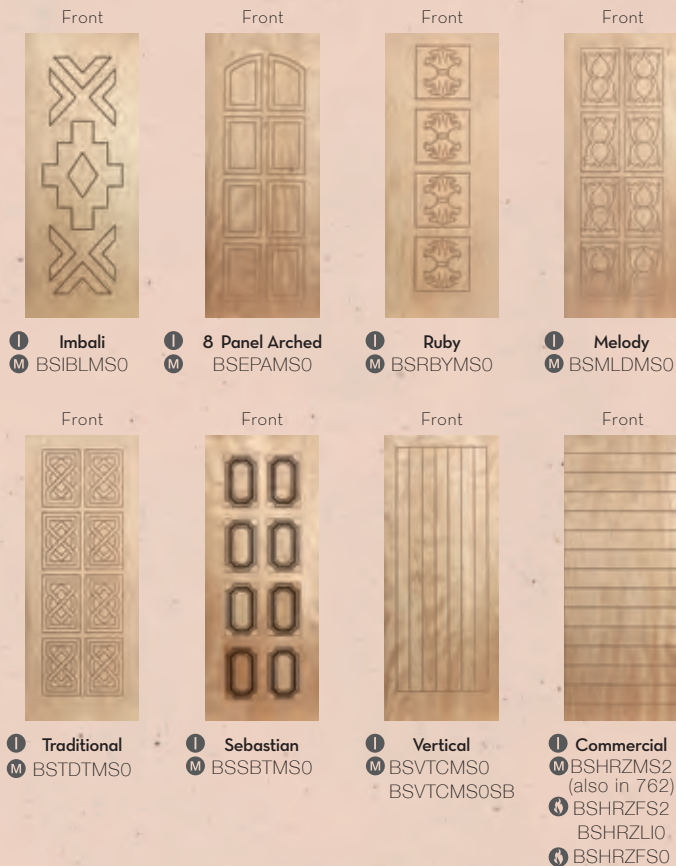 Front
Front
Front
Front
I Imbali
M BSIBLMS0
I 8 Panel Arched
M BSEPAMS0
I Ruby
M BSRBYMS0
I Melody
M BSMLDMS0
Front
Front
Front
Front
I Traditional
M BSTDTMS0
I Sebastian
M BSSBTMS0
I Vertical
M BSVTCMS0
BSVTCMS0SB
I Commercial
M BSHRZMS2
(also in 762)
BSHRZFS2
BSHRZLI0
BSHRZFS0